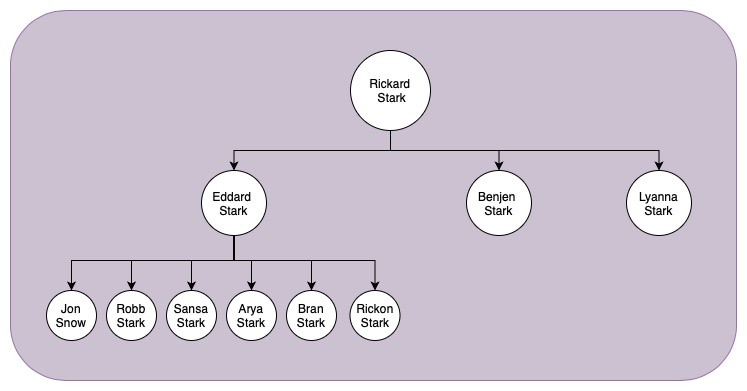 Rickard
Stark
Eddard
Stark
Benjen
Stark
Lyanna
Stark
Jon
Snow
Robb
Stark
Sansa
Stark
Arya
Stark
Bran
Stark
Rickon
Stark